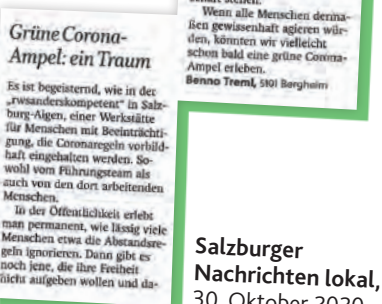 Grüne Corona-
Ampel: ein Traum
Es ist begeisternd, wie in der
„rwsanderskompetent“ in Salz-
burg-Aigen, einer Werkstätte
für Menschen mit Beeinträchti-
gung, die Coronaregeln vorbild-
haft eingehalten werden. So-
wohl vom Führungsteam als
auch von den dort arbeitenden
Menschen.
In der Öffentlichkeit erlebt
man permanent, wie lässig viele
Menschen etwa die Abstandsre-
geln ignorieren. Dann gibt es
noch jene, die ihre Freiheit
nicht aufgeben wollen und da-
Wenn alle Menschen derma-
ßen gewissenhaft agieren wür-
den, könnten wir vielleicht
schon bald eine grüne Corona-
Ampel erleben.
Benno Treml, 5101 Bergheim
Salzburger
Nachrichten lokal,
30. Oktober 2020